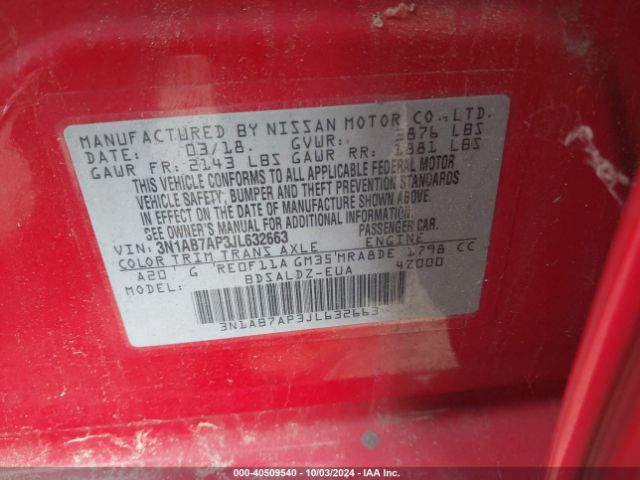 MANUFACTURED BY NISSAN MOTOR CO., LTD.
DATE: 03/18. GVWR: 3876 LBS
GAWR FR: 2143 LBS GAWR RR: 1881 LBS
THIS VEHICLE CONFORMS TO ALL APPLICABLE FEDERAL MOTOR
VEHICLE SAFETY, BUMPER AND THEFT PREVENTION STANDARDS
IN EFFECT ON THE DATE OF MANUFACTURE SHOWN ABOVE.
SEE OWNER'S MANUAL FOR ADDITIONAL INFORMATION.
VIN: 3N1AB7AP3JL632663 PASSENGER CAR.
COLOR TRIM TRANS AXLE ENGINE
A20 G RE0F11A GM35 MRA8DE 1798 CC
MODEL: BDSALDZ-EUA 42000
3N1AB7AP3JL632663
000-40509540 - 10/03/2024 - IAA Inc.